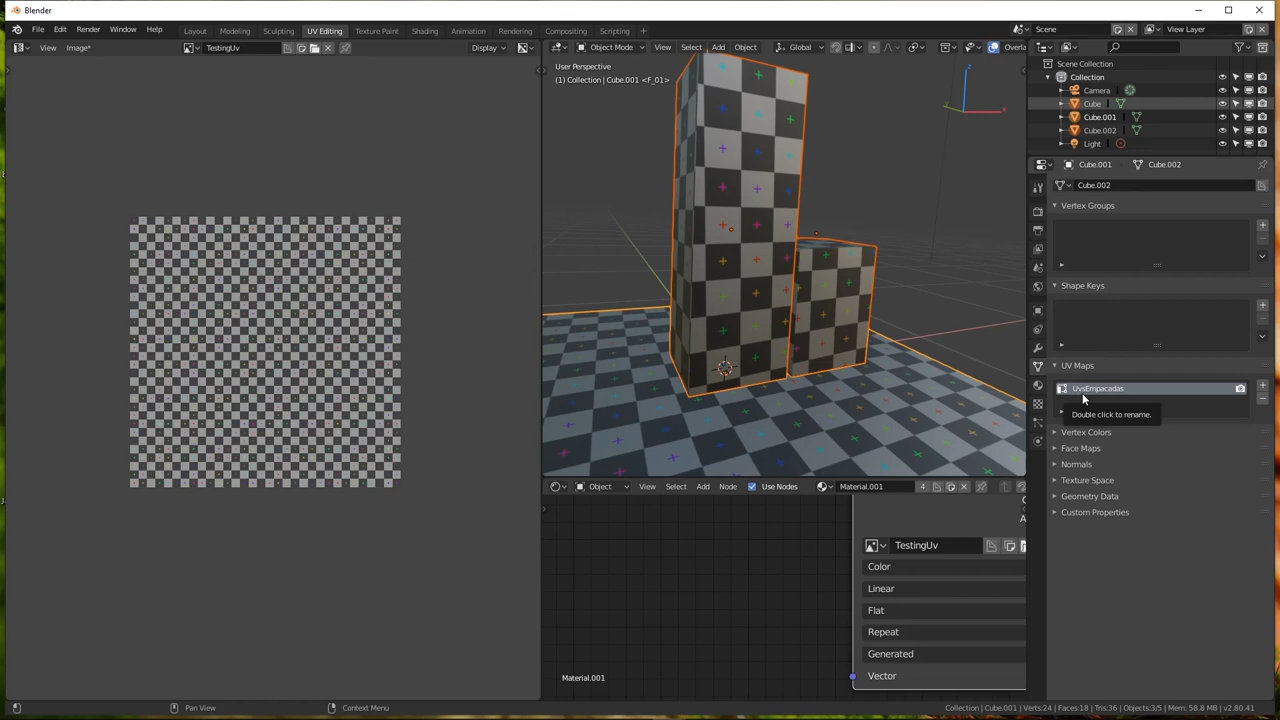 Blender
File Edit Render Window Help
Layout Modeling Sculpting UV Editing Texture Paint Shading Animation Rendering Compositing Scripting +
Scene
View Layer
View Image*
TestingUv
Display
Object Mode View Select Add Object
Global
Overla
User Perspective
(1) Collection | Cube.001 <F_01>
Z
X
Y
Scene Collection
Collection
Camera
Cube
Cube.001
Cube.002
Light
Cube.001
Cube.002
Cube.002
Vertex Groups
Shape Keys
UV Maps
UvsEmpacadas
Double click to rename.
Vertex Colors
Face Maps
Normals
Texture Space
Geometry Data
Custom Properties
Object View Select Add Node Use Nodes
Material.001
4
C
A
TestingUv
Color
Linear
Flat
Repeat
Generated
Vector
Material.001
Pan View
Context Menu
Collection | Cube.001 | Verts:24 | Faces:18 | Tris:36 | Objects:3/5 | Mem: 58.8 MB | v2.80.41